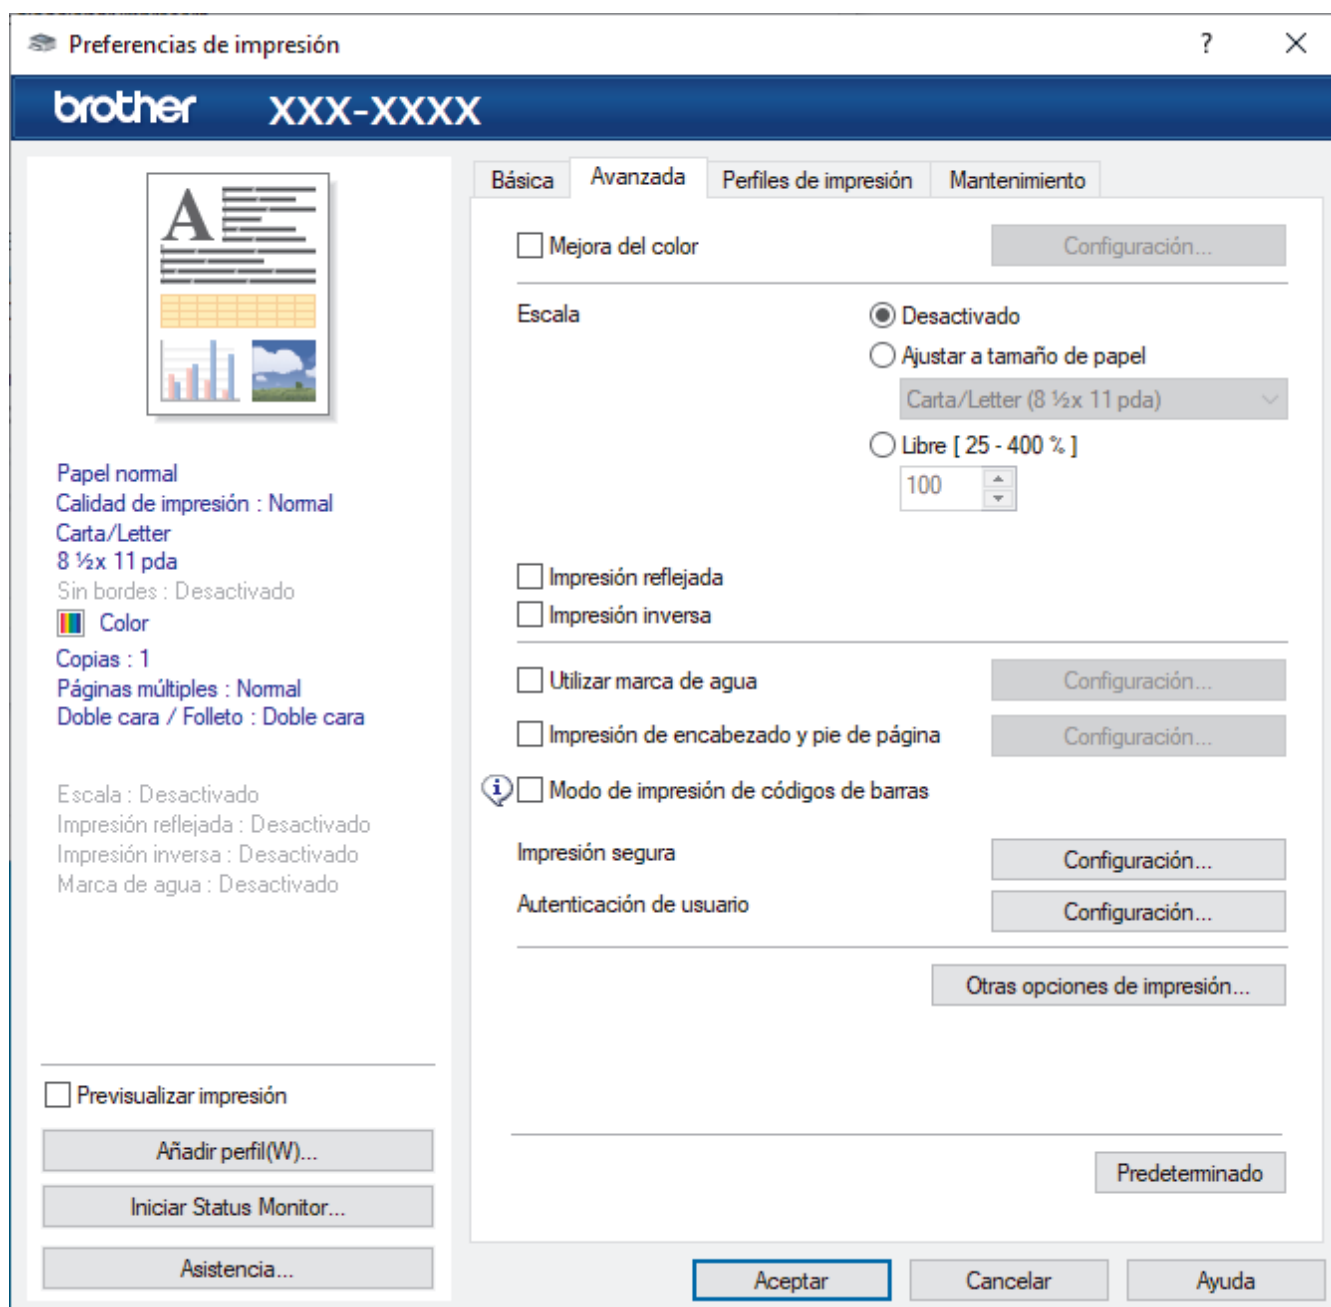 Preferencias de impresión
?
brother XXX-XXXX
A
Papel normal
Calidad de impresión : Normal
Carta/Letter
8 ½x 11 pda
Sin bordes : Desactivado
Color
Copias : 1
Páginas múltiples : Normal
Doble cara / Folleto : Doble cara
Escala : Desactivado
Impresión reflejada : Desactivado
Impresión inversa : Desactivado
Marca de agua : Desactivado
Previsualizar impresión
Añadir perfil(W)...
Iniciar Status Monitor...
Asistencia...
Básica Avanzada Perfiles de impresión Mantenimiento
Mejora del color Configuración...
Escala Desactivado
Ajustar a tamaño de papel
Carta/Letter (8 ½x 11 pda)
Libre [ 25 - 400 % ]
100
Impresión reflejada
Impresión inversa
Utilizar marca de agua Configuración...
Impresión de encabezado y pie de página Configuración...
Modo de impresión de códigos de barras
Impresión segura Configuración...
Autenticación de usuario Configuración...
Otras opciones de impresión...
Predeterminado
Aceptar Cancelar Ayuda